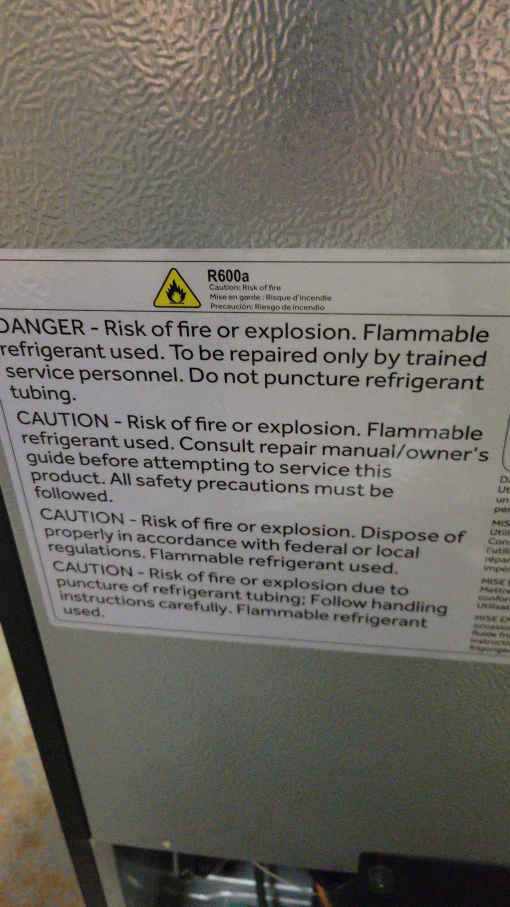 R600a
Caution: Risk of fire
Mise en garde : Risque d'incendie
Precaución: Riesgo de incendio
DANGER - Risk of fire or explosion. Flammable
refrigerant used. To be repaired only by trained
service personnel. Do not puncture refrigerant
tubing.
CAUTION - Risk of fire or explosion. Flammable
refrigerant used. Consult repair manual/owner's
guide before attempting to service this
product. All safety precautions must be
followed.
CAUTION - Risk of fire or explosion. Dispose of
properly in accordance with federal or local
regulations. Flammable refrigerant used.
CAUTION - Risk of fire or explosion due to
puncture of refrigerant tubing; Follow handling
instructions carefully. Flammable refrigerant
used.
MISE
MISE